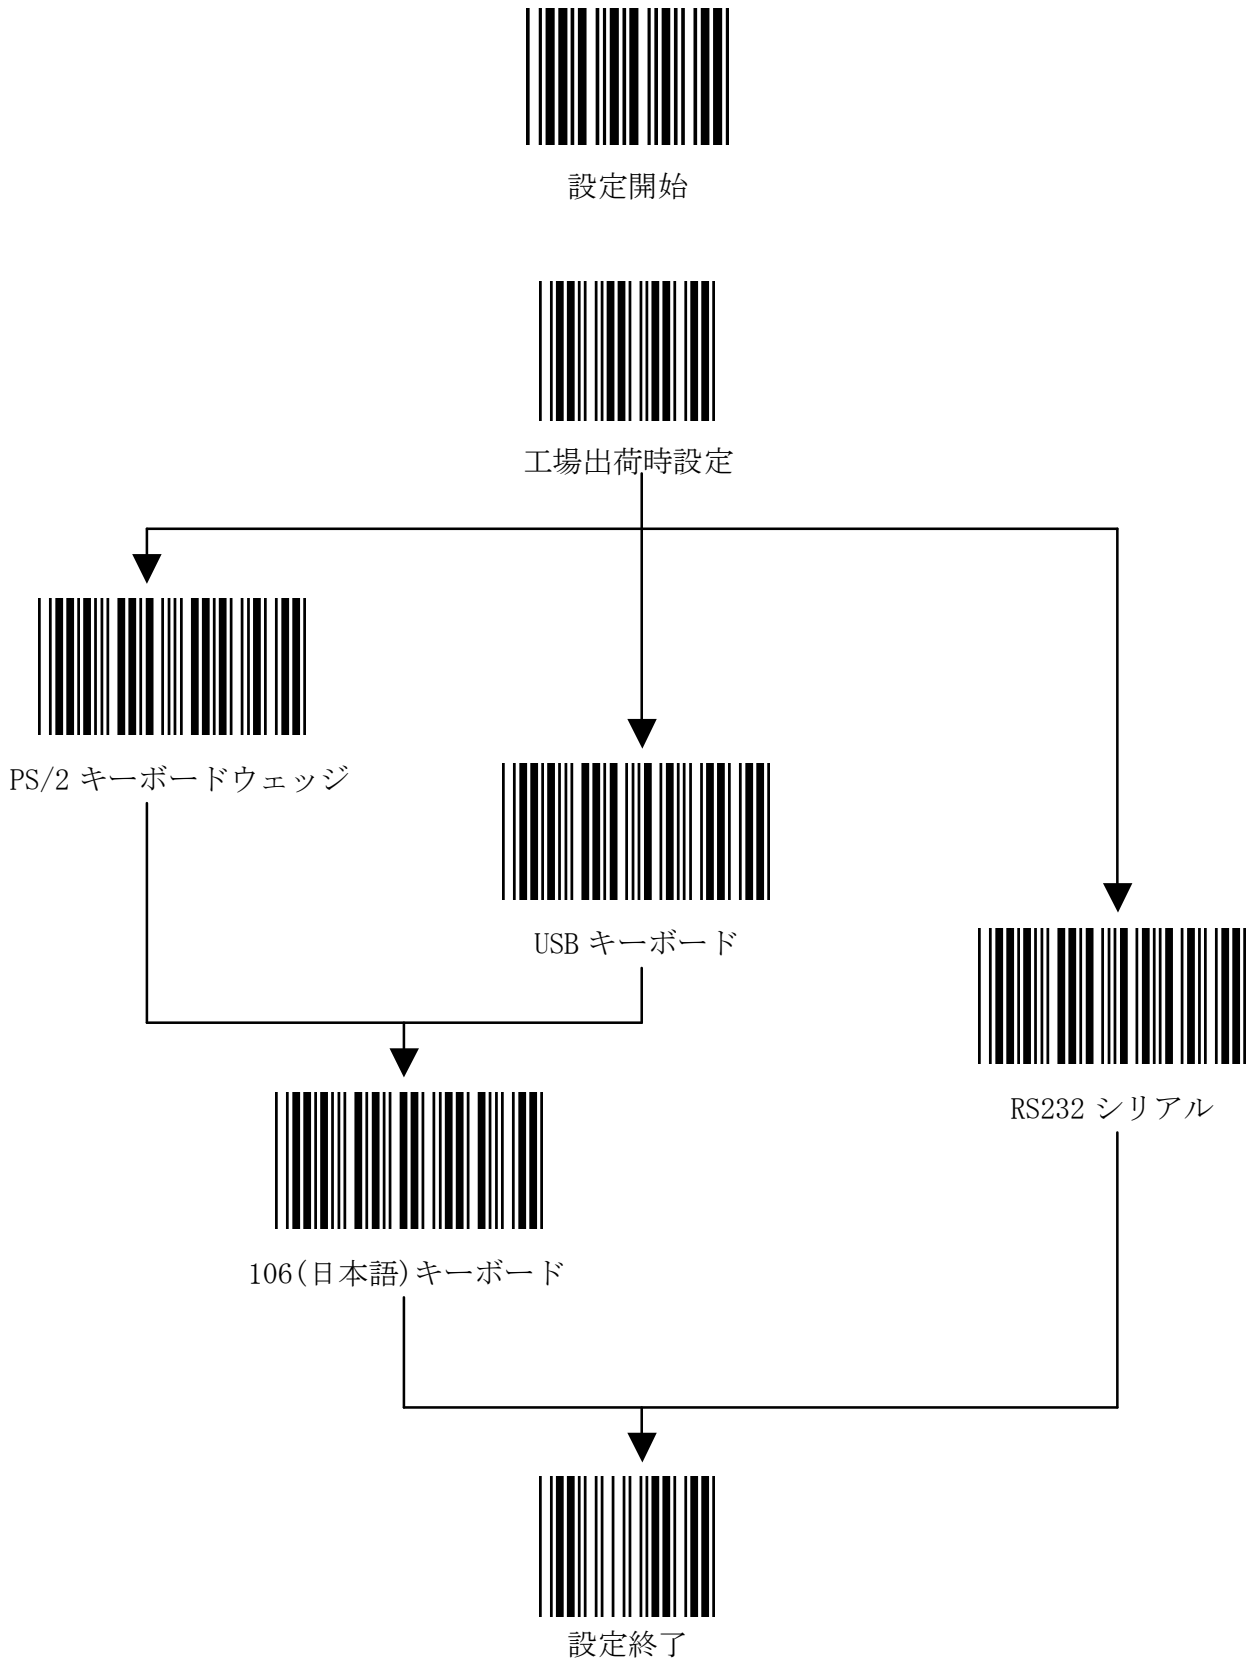 設定開始
工場出荷時設定
PS/2 キーボードウェッジ
USB キーボード
RS232 シリアル
106(日本語)キーボード
設定終了